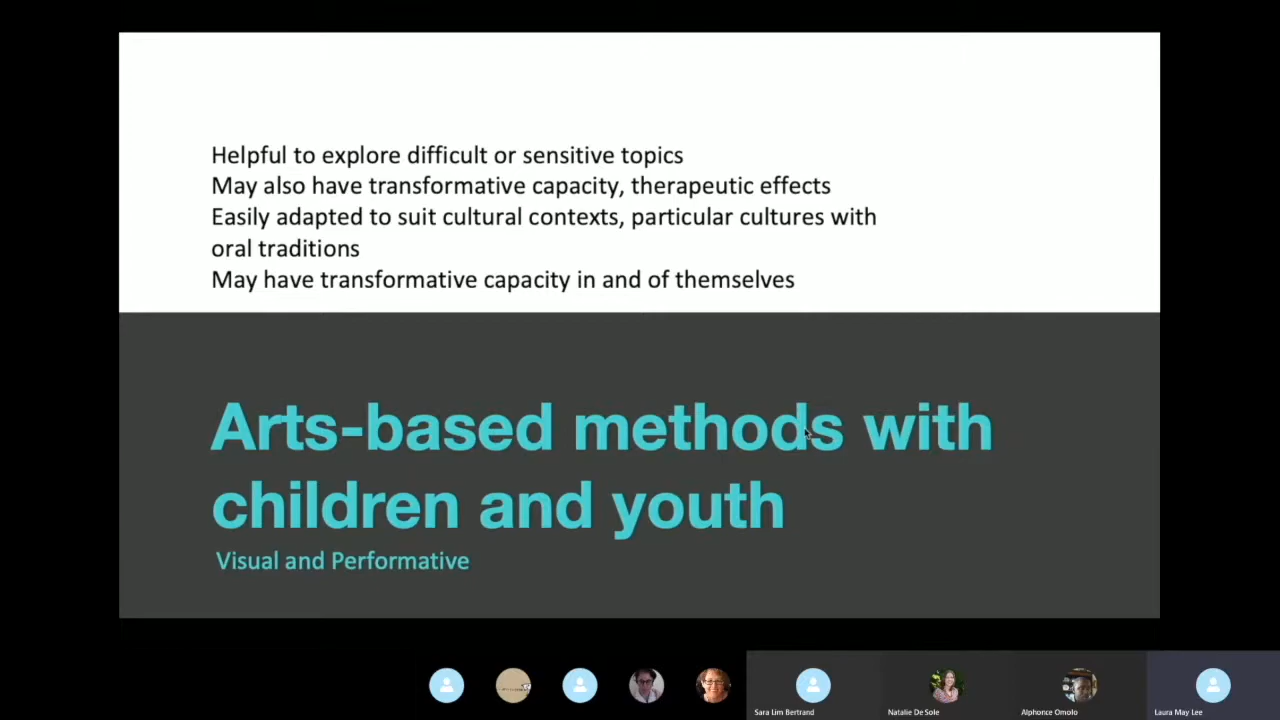 Helpful to explore difficult or sensitive topics
May also have transformative capacity, therapeutic effects
Easily adapted to suit cultural contexts, particular cultures with
oral traditions
May have transformative capacity in and of themselves
Arts-based methods with
children and youth
Visual and Performative
Sara Lim Bertrand
Natalie De Sole
Alphonce Omolo
Laura May Lee